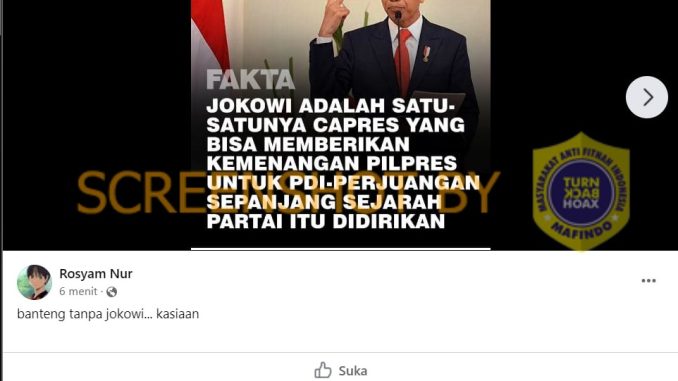 FAKTA
JOKOWI ADALAH SATU-
SATUNYA CAPRES YANG
BISA MEMBERIKAN
KEMENANGAN PILPRES
UNTUK PDI-PERJUANGAN
SEPANJANG SEJARAH
PARTAI ITU DIDIRIKAN
SCREENSHOT BY
MASYARAKAT ANTI FITNAH INDONESIA
TURN
BACK
HOAX
MAFINDO
Rosyam Nur
6 menit ·
banteng tanpa jokowi... kasiaan
Suka